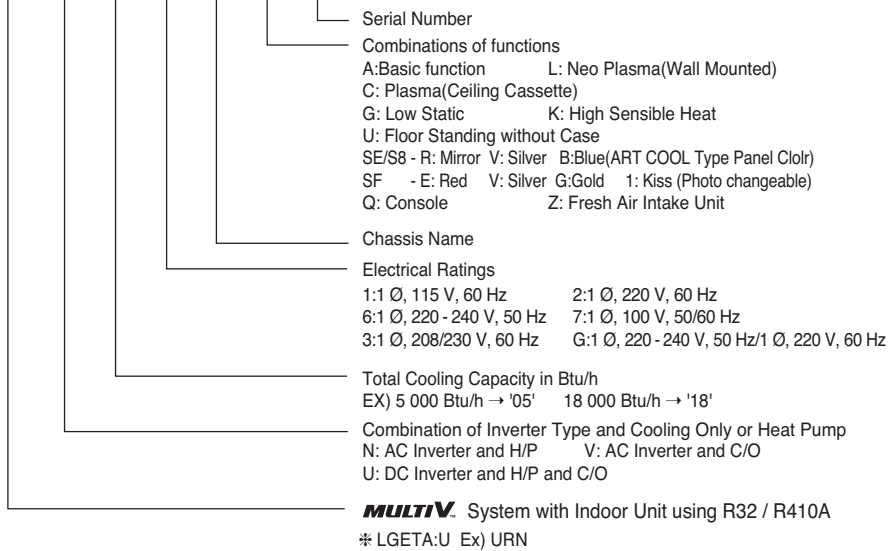 Serial Number
Combinations of functions
A:Basic function L: Neo Plasma(Wall Mounted)
C: Plasma(Ceiling Cassette)
G: Low Static K: High Sensible Heat
U: Floor Standing without Case
SE/S8 - R: Mirror V: Silver B:Blue(ART COOL Type Panel Clolr)
SF - E: Red V: Silver G:Gold 1: Kiss (Photo changeable)
Q: Console Z: Fresh Air Intake Unit
Chassis Name
Electrical Ratings
1:1 Ø, 115 V, 60 Hz 2:1 Ø, 220 V, 60 Hz
6:1 Ø, 220 - 240 V, 50 Hz 7:1 Ø, 100 V, 50/60 Hz
3:1 Ø, 208/230 V, 60 Hz G:1 Ø, 220 - 240 V, 50 Hz/1 Ø, 220 V, 60 Hz
Total Cooling Capacity in Btu/h
EX) 5 000 Btu/h → '05' 18 000 Btu/h → '18'
Combination of Inverter Type and Cooling Only or Heat Pump
N: AC Inverter and H/P V: AC Inverter and C/O
U: DC Inverter and H/P and C/O
MULTI V. System with Indoor Unit using R32 / R410A
❈ LGETA:U Ex) URN